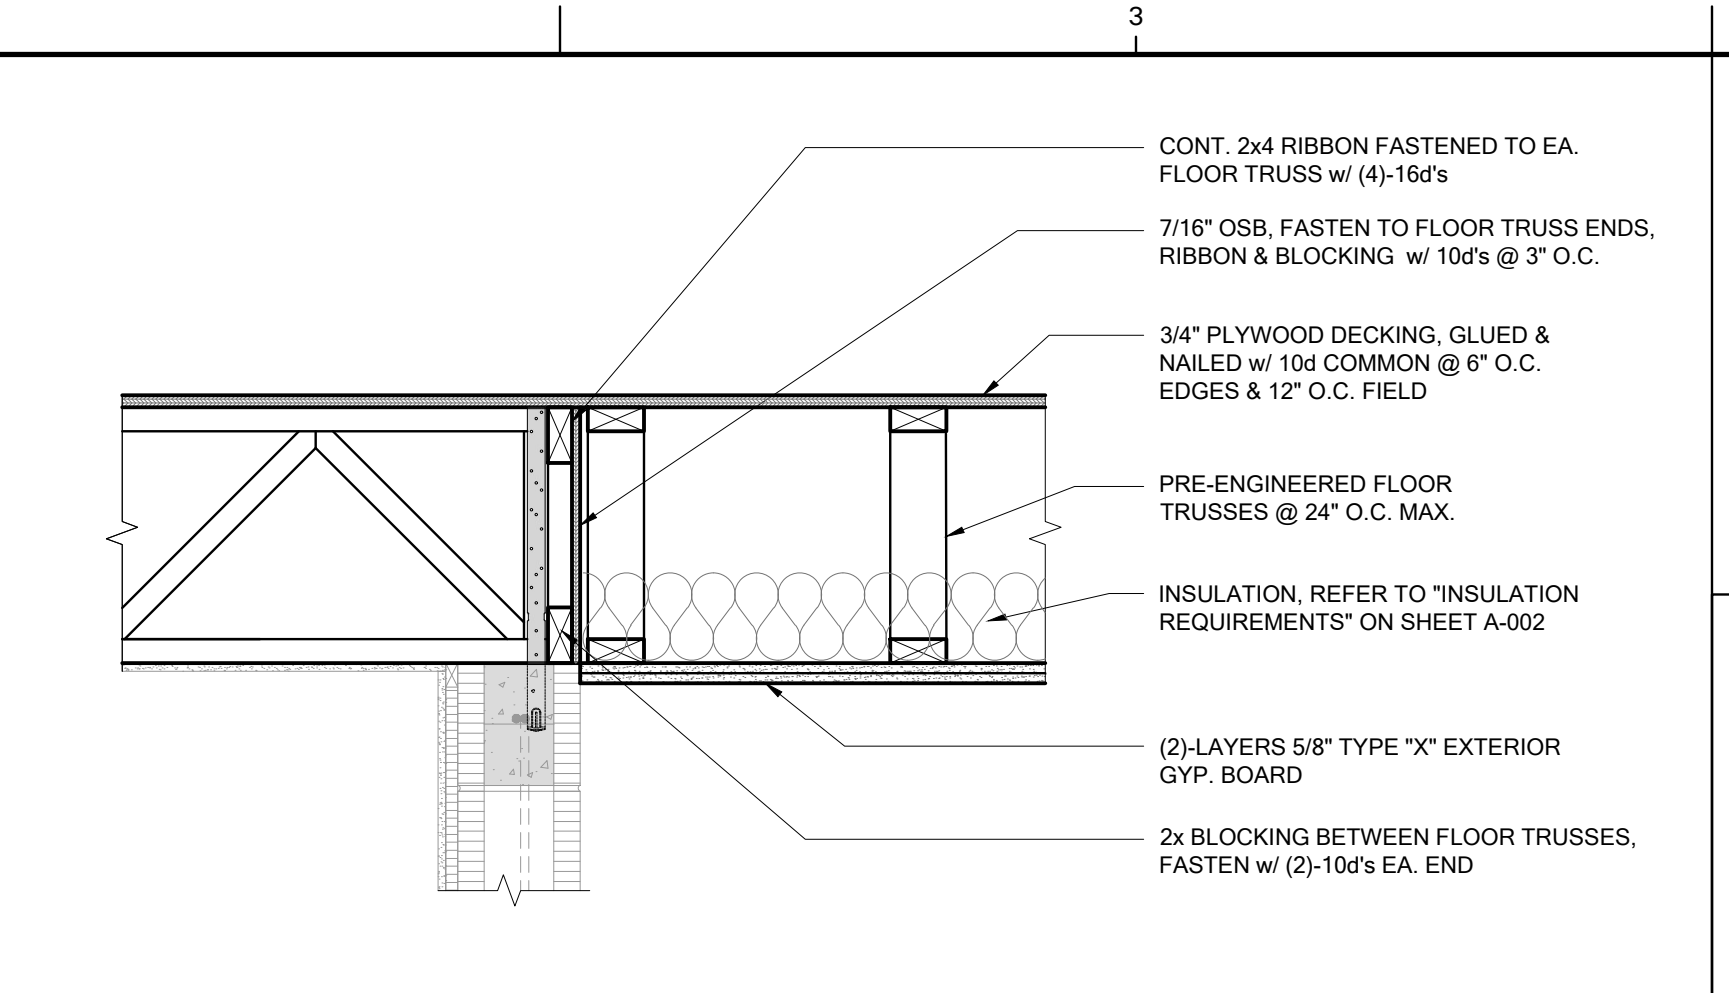 3
CONT. 2x4 RIBBON FASTENED TO EA.
FLOOR TRUSS w/ (4)-16d's
7/16" OSB, FASTEN TO FLOOR TRUSS ENDS,
RIBBON & BLOCKING w/ 10d's @ 3" O.C.
3/4" PLYWOOD DECKING, GLUED &
NAILED w/ 10d COMMON @ 6" O.C.
EDGES & 12" O.C. FIELD
PRE-ENGINEERED FLOOR
TRUSSES @ 24" O.C. MAX.
INSULATION, REFER TO "INSULATION
REQUIREMENTS" ON SHEET A-002
(2)-LAYERS 5/8" TYPE "X" EXTERIOR
GYP. BOARD
2x BLOCKING BETWEEN FLOOR TRUSSES,
FASTEN w/ (2)-10d's EA. END